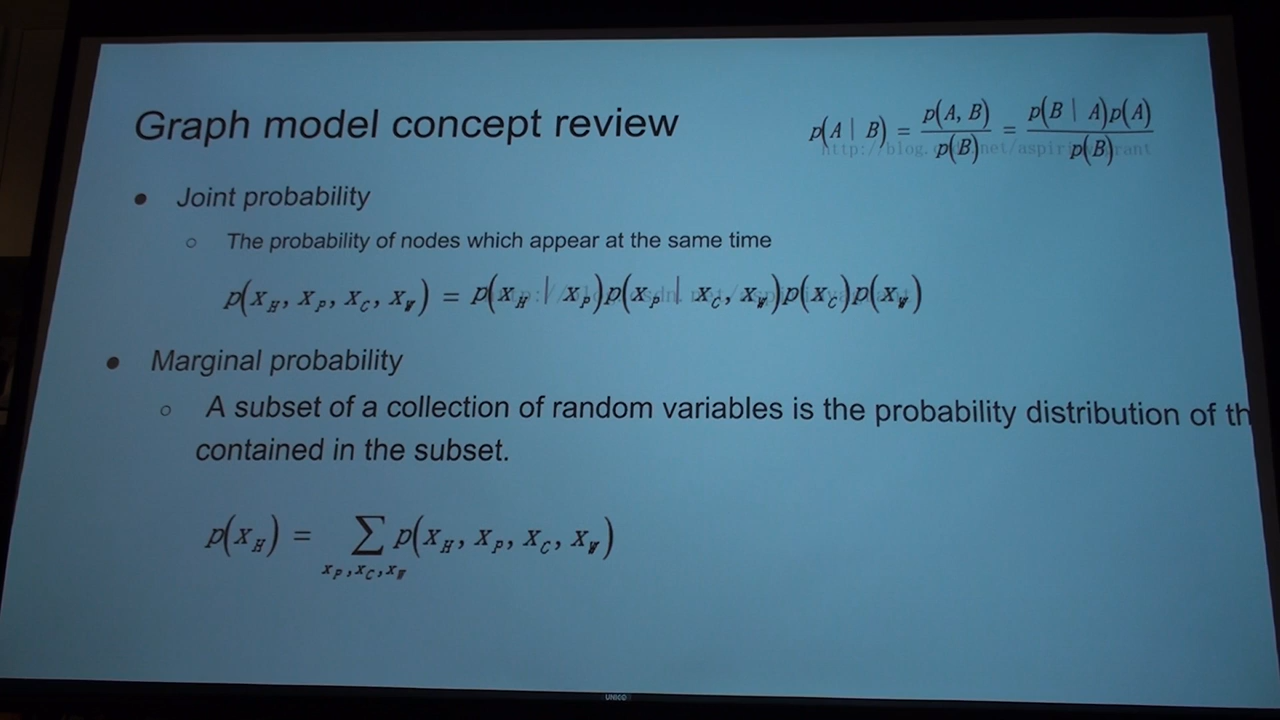 Graph model concept review
p(A | B) = p(A, B) / p(B) = p(B | A)p(A) / p(B)
● Joint probability
○ The probability of nodes which appear at the same time
p(x_H, x_P, x_C, x_W) = p(x_H | x_P)p(x_P | x_C, x_W)p(x_C)p(x_W)
● Marginal probability
○ A subset of a collection of random variables is the probability distribution of th
contained in the subset.
p(x_H) = ∑ p(x_H, x_P, x_C, x_W)
x_P, x_C, x_W
UNICO